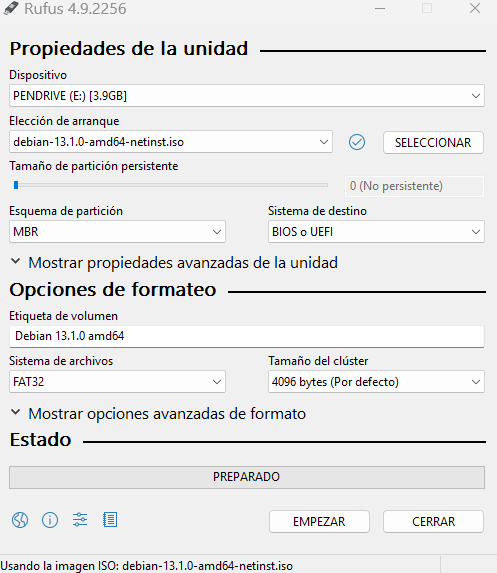 Rufus 4.9.2256
Propiedades de la unidad
Dispositivo
PENDRIVE (E:) [3.9GB]
Elección de arranque
debian-13.1.0-amd64-netinst.iso
SELECCIONAR
Tamaño de partición persistente
0 (No persistente)
Esquema de partición
Sistema de destino
MBR
BIOS o UEFI
Mostrar propiedades avanzadas de la unidad
Opciones de formateo
Etiqueta de volumen
Debian 13.1.0 amd64
Sistema de archivos
Tamaño del clúster
FAT32
4096 bytes (Por defecto)
Mostrar opciones avanzadas de formato
Estado
PREPARADO
EMPEZAR
CERRAR
Usando la imagen ISO: debian-13.1.0-amd64-netinst.iso